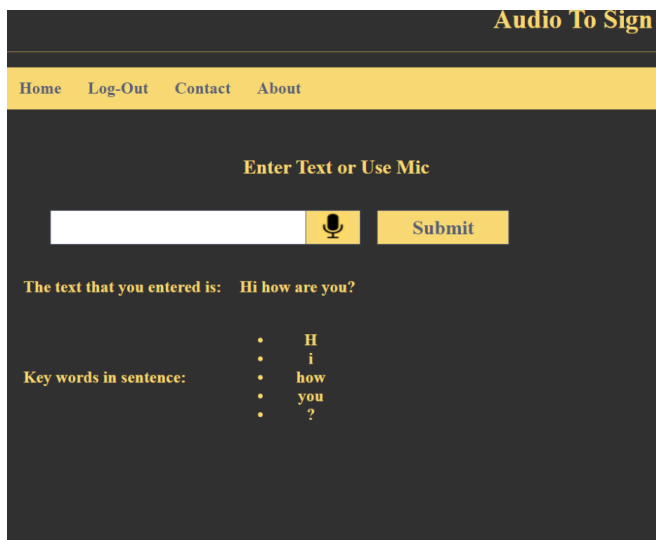 Audio To Sign
Home Log-Out Contact About
Enter Text or Use Mic
Submit
The text that you entered is: Hi how are you?
Key words in sentence:
• H
• i
• how
• you
• ?